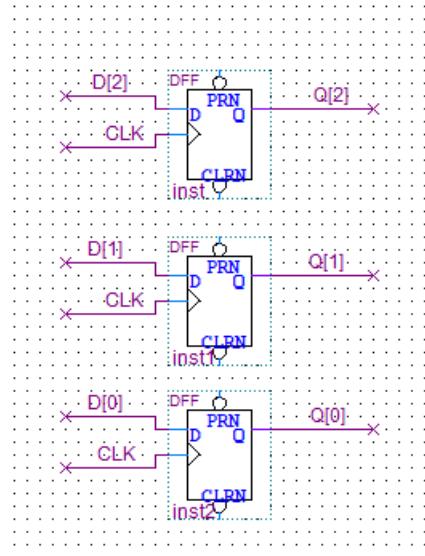 D[2] DFF Q[2]
PRN
D Q
CLK
CLRN
inst
D[1] DFF Q[1]
PRN
D Q
CLK
CLRN
inst1
D[0] DFF Q[0]
PRN
D Q
CLK
CLRN
inst2